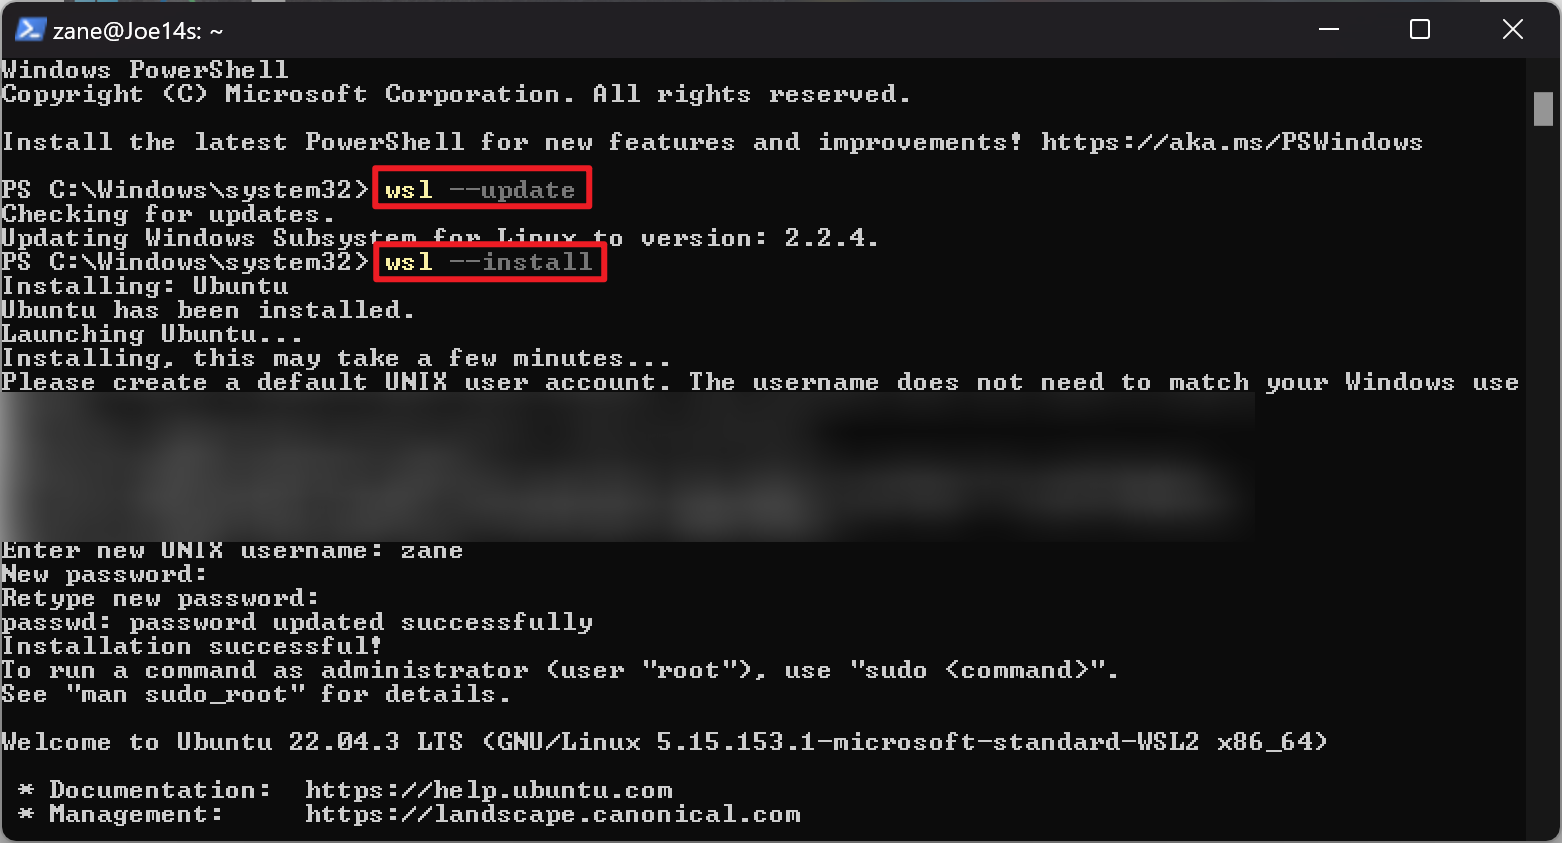 zane@Joe14s: ~
Windows PowerShell
Copyright (C) Microsoft Corporation. All rights reserved.
Install the latest PowerShell for new features and improvements! https://aka.ms/PSWindows
PS C:\Windows\system32> wsl --update
Checking for updates.
Updating Windows Subsystem for Linux to version: 2.2.4.
PS C:\Windows\system32> wsl --install
Installing: Ubuntu
Ubuntu has been installed.
Launching Ubuntu...
Installing, this may take a few minutes...
Please create a default UNIX user account. The username does not need to match your Windows use
Enter new UNIX username: zane
New password:
Retype new password:
passwd: password updated successfully
Installation successful!
To run a command as administrator (user "root"), use "sudo <command>".
See "man sudo_root" for details.
Welcome to Ubuntu 22.04.3 LTS (GNU/Linux 5.15.153.1-microsoft-standard-WSL2 x86_64)
* Documentation:  https://help.ubuntu.com
* Management:     https://landscape.canonical.com